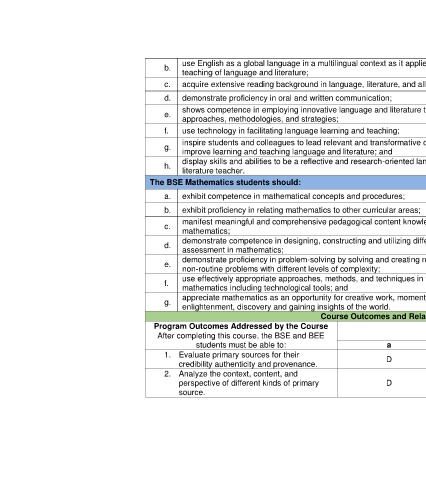 b. use English as a global language in a multilingual context as it applie
teaching of language and literature;
c. acquire extensive reading background in language, literature, and all
d. demonstrate proficiency in oral and written communication;
e. shows competence in employing innovative language and literature t
approaches, methodologies, and strategies;
f. use technology in facilitating language learning and teaching;
g. inspire students and colleagues to lead relevant and transformative c
improve learning and teaching language and literature; and
h. display skills and abilities to be a reflective and research-oriented lan
literature teacher.
The BSE Mathematics students should:
a. exhibit competence in mathematical concepts and procedures;
b. exhibit proficiency in relating mathematics to other curricular areas;
c. manifest meaningful and comprehensive pedagogical content knowle
mathematics;
d. demonstrate competence in designing, constructing and utilizing diffe
assessment in mathematics;
e. demonstrate proficiency in problem-solving by solving and creating r
non-routine problems with different levels of complexity;
f. use effectively appropriate approaches, methods, and techniques in
mathematics including technological tools; and
g. appreciate mathematics as an opportunity for creative work, moment
enlightenment, discovery and gaining insights of the world.
Course Outcomes and Rela
Program Outcomes Addressed by the Course
After completing this course, the BSE and BEE
students must be able to:
a
1. Evaluate primary sources for their
credibility authenticity and provenance.
D
2. Analyze the context, content, and
perspective of different kinds of primary
source.
D